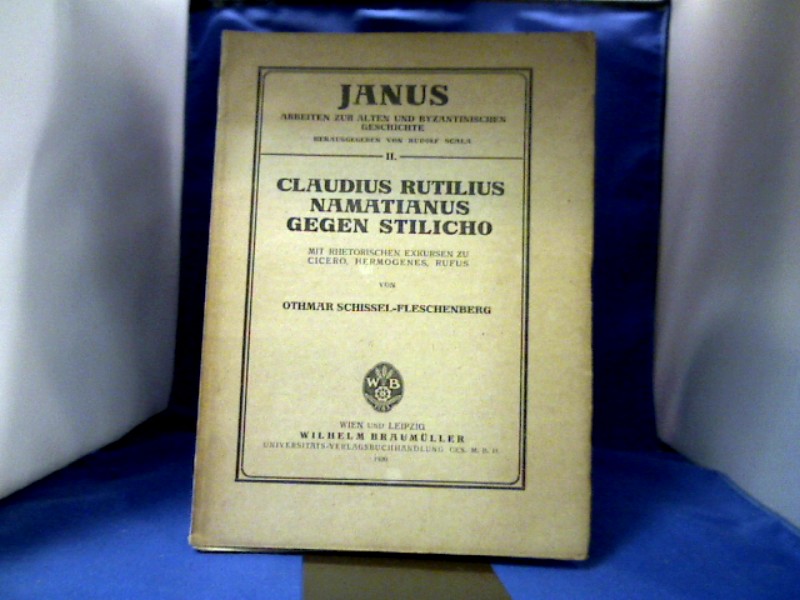 JANUS
ARBEITEN ZUR ALTEN UND BYZANTINISCHEN
GESCHICHTE
HERAUSGEGEBEN VON RUDOLF SCALA
II.
CLAUDIUS RUTILIUS
NAMATIANUS
GEGEN STILICHO
MIT RHETORISCHEN EXKURSEN ZU
CICERO, HERMOGENES, RUFUS
VON
OTHMAR SCHISSEL-FLESCHENBERG
W B
WIEN UND LEIPZIG
WILHELM BRAUMÜLLER
UNIVERSITÄTS-VERLAGSBUCHHANDLUNG GES. M. B. H.
1920